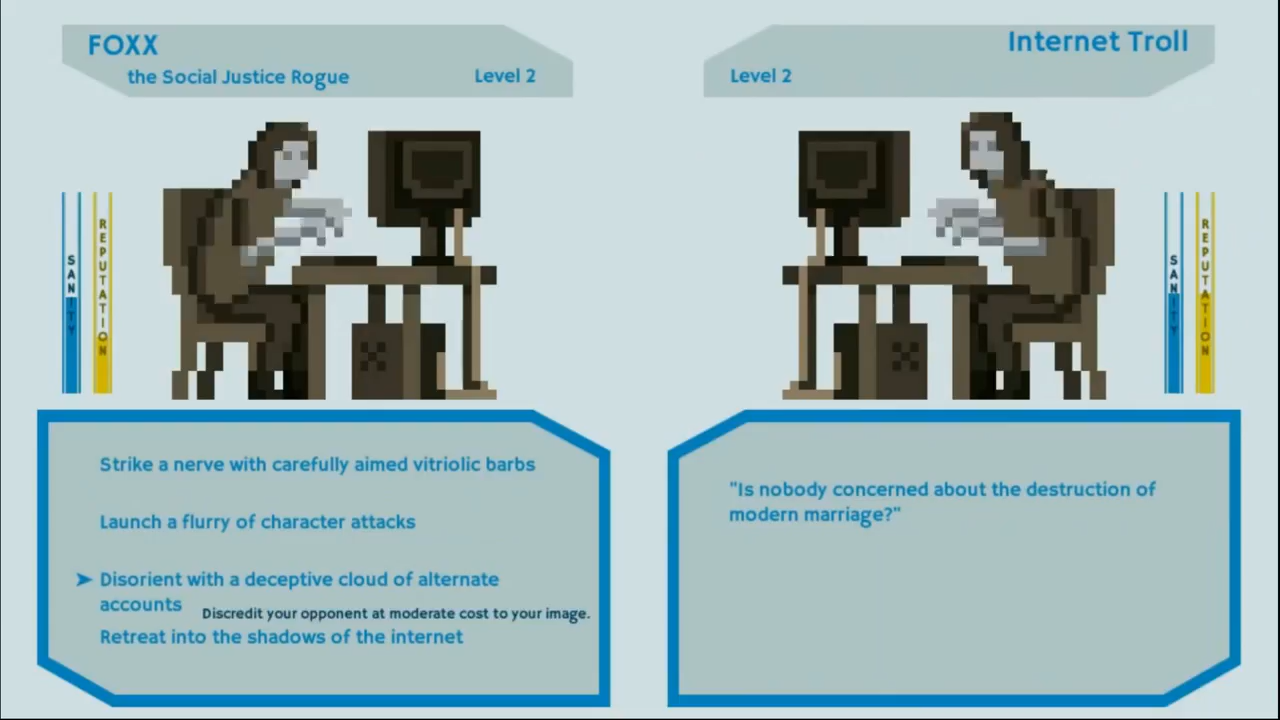 FOXX
the Social Justice Rogue
Level 2
Internet Troll
Level 2
SANITY
REPUTATION
SANITY
REPUTATION
Strike a nerve with carefully aimed vitriolic barbs
Launch a flurry of character attacks
Disorient with a deceptive cloud of alternate
accounts
Discredit your opponent at moderate cost to your image.
Retreat into the shadows of the internet
"Is nobody concerned about the destruction of
modern marriage?"